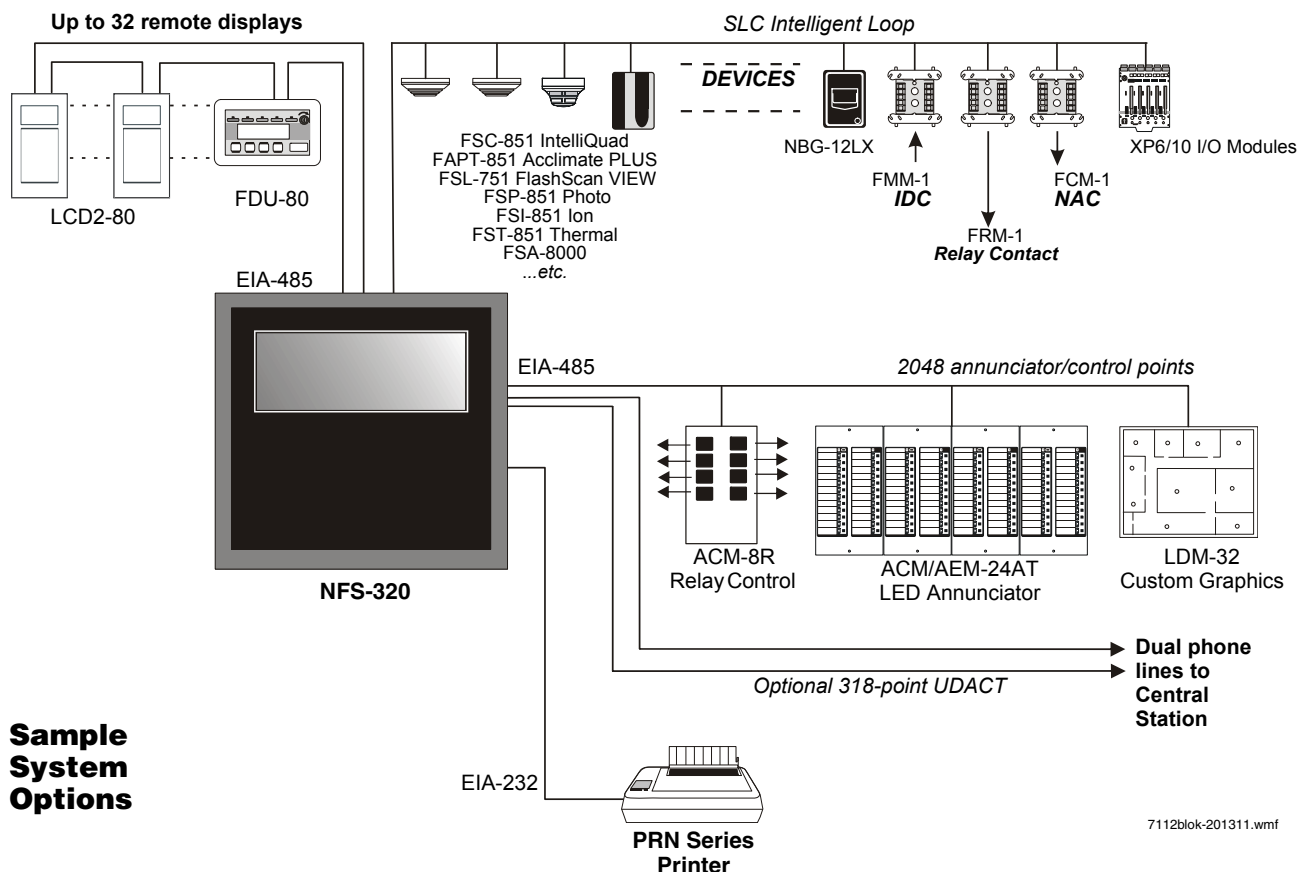 Up to 32 remote displays
SLC Intelligent Loop
DEVICES
FSC-851 IntelliQuad
FAPT-851 Acclimate PLUS
FSL-751 FlashScan VIEW
FSP-851 Photo
FSI-851 Ion
FST-851 Thermal
FSA-8000
...etc.
NBG-12LX
FMM-1
IDC
FRM-1
Relay Contact
FCM-1
NAC
XP6/10 I/O Modules
LCD2-80
FDU-80
EIA-485
EIA-485
2048 annunciator/control points
NFS-320
ACM-8R
Relay Control
ACM/AEM-24AT
LED Annunciator
LDM-32
Custom Graphics
Dual phone
lines to
Central
Station
Optional 318-point UDACT
Sample
System
Options
EIA-232
PRN Series
Printer
7112blok-201311.wmf